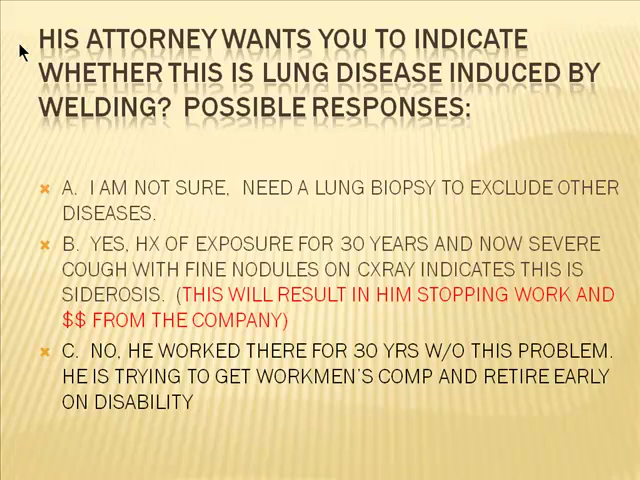 HIS ATTORNEY WANTS YOU TO INDICATE
WHETHER THIS IS LUNG DISEASE INDUCED BY
WELDING? POSSIBLE RESPONSES:
A. I AM NOT SURE, NEED A LUNG BIOPSY TO EXCLUDE OTHER
DISEASES.
B. YES, HX OF EXPOSURE FOR 30 YEARS AND NOW SEVERE
COUGH WITH FINE NODULES ON CXRAY INDICATES THIS IS
SIDEROSIS. (THIS WILL RESULT IN HIM STOPPING WORK AND
$$ FROM THE COMPANY)
C. NO, HE WORKED THERE FOR 30 YRS W/O THIS PROBLEM.
HE IS TRYING TO GET WORKMEN'S COMP AND RETIRE EARLY
ON DISABILITY